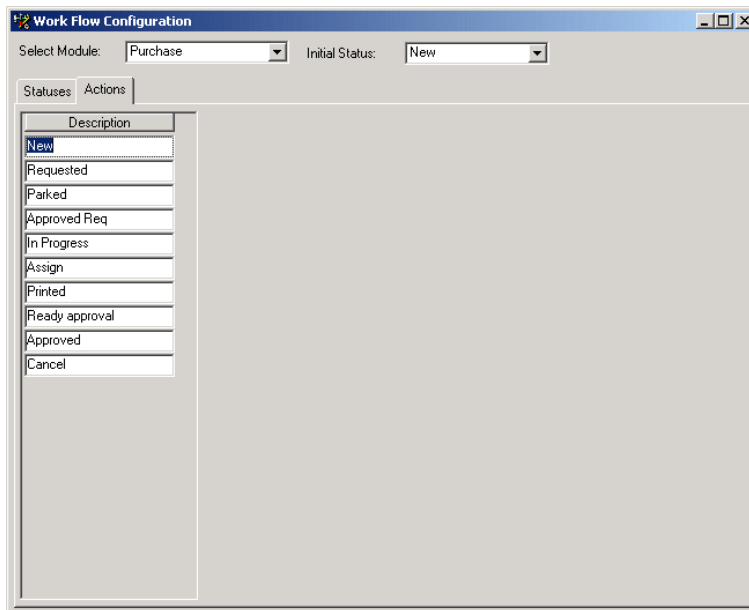 Work Flow Configuration
Select Module: Purchase Initial Status: New
Statuses Actions
Description
New
Requested
Parked
Approved Req
In Progress
Assign
Printed
Ready approval
Approved
Cancel